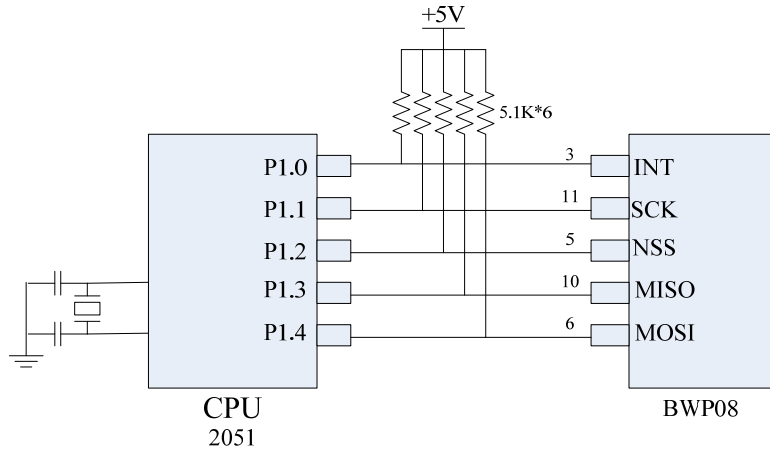 +5V
5.1K*6
P1.0 3 INT
P1.1 11 SCK
P1.2 5 NSS
P1.3 10 MISO
P1.4 6 MOSI
CPU
2051
BWP08